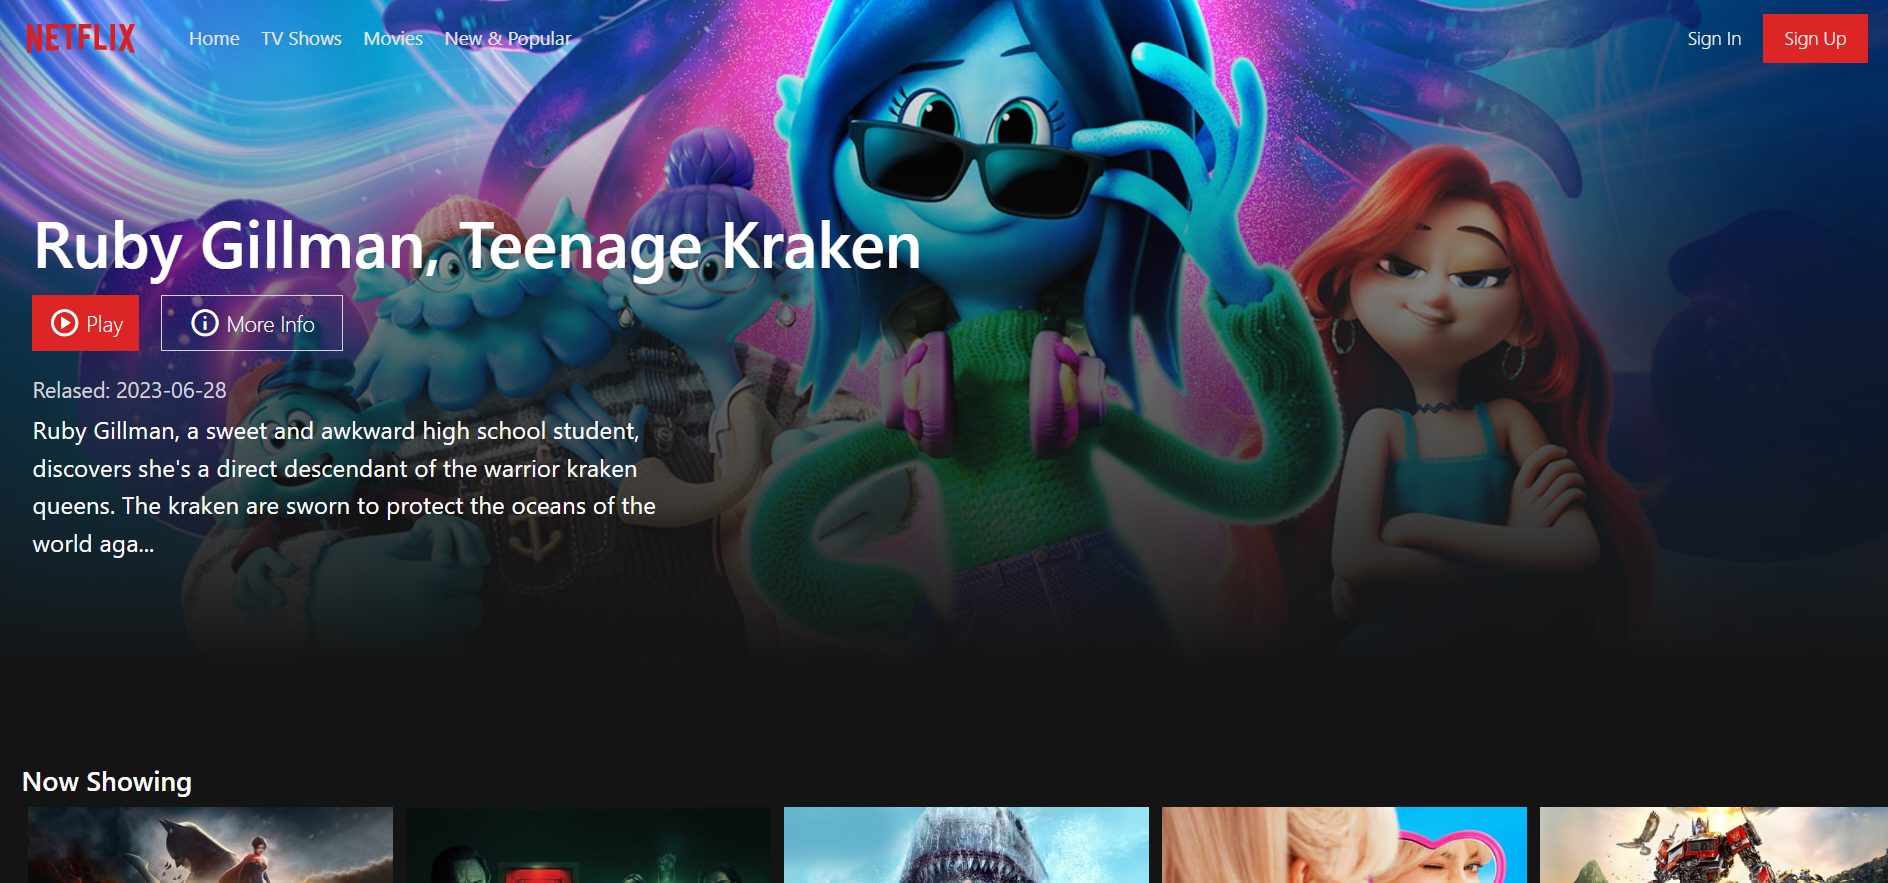 NETFLIX Home TV Shows Movies New & Popular Sign In Sign Up
Ruby Gillman, Teenage Kraken
Play More Info
Relased: 2023-06-28
Ruby Gillman, a sweet and awkward high school student,
discovers she's a direct descendant of the warrior kraken
queens. The kraken are sworn to protect the oceans of the
world aga...
Now Showing